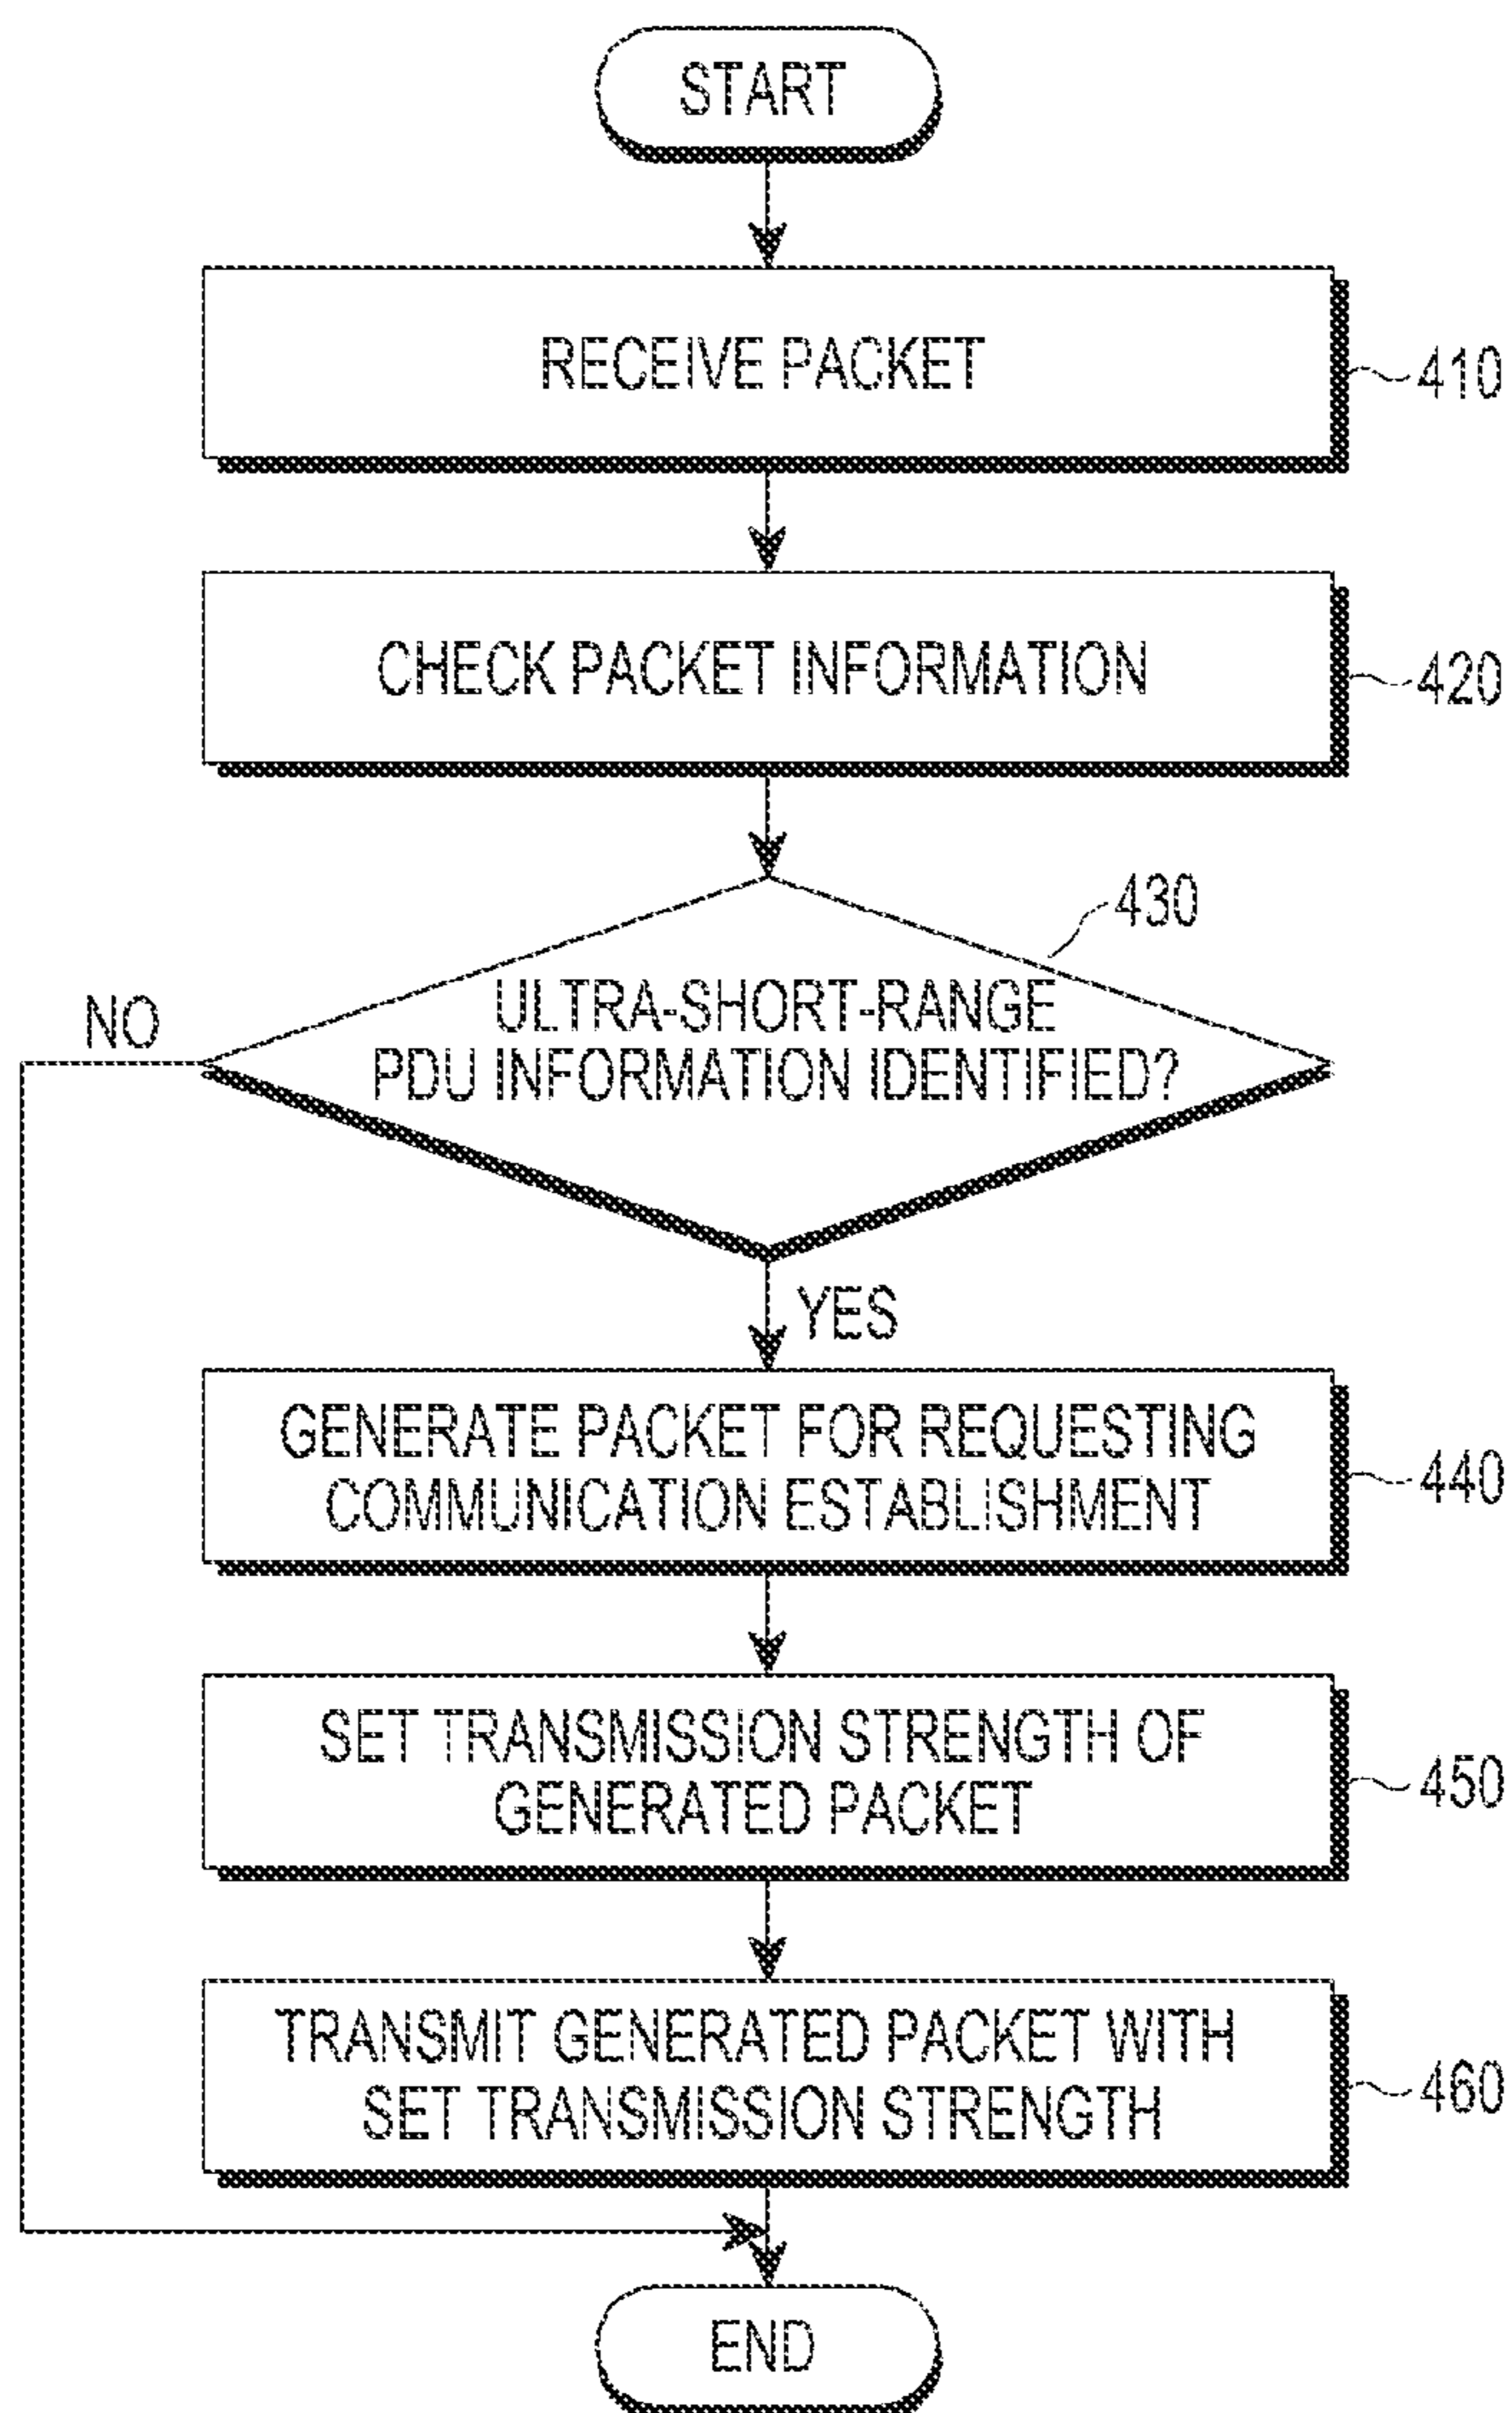 START
RECEIVE PACKET
410
CHECK PACKET INFORMATION
420
430
ULTRA-SHORT-RANGE
PDU INFORMATION IDENTIFIED?
NO
YES
GENERATE PACKET FOR REQUESTING
COMMUNICATION ESTABLISHMENT
440
SET TRANSMISSION STRENGTH OF
GENERATED PACKET
450
TRANSMIT GENERATED PACKET WITH
SET TRANSMISSION STRENGTH
460
END